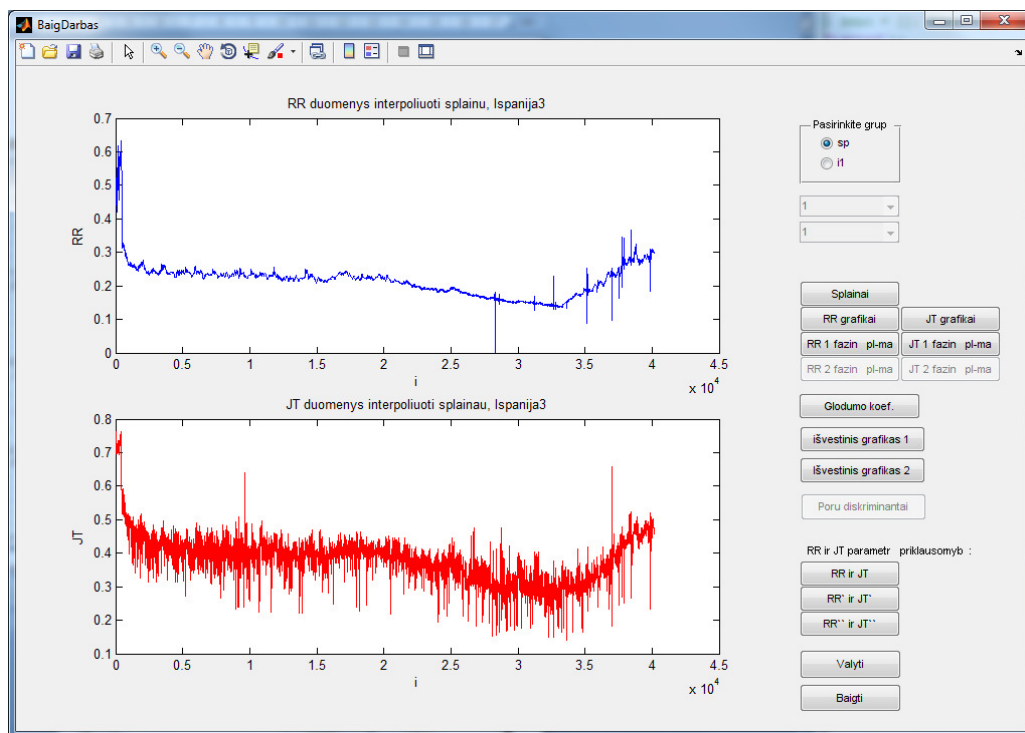 BaigDarbas
RR duomenys interpoliuoti splainu, Ispanija3
0.7
0.6
0.5
0.4
0.3
0.2
0.1
0
RR
0 0.5 1 1.5 2 2.5 3 3.5 4 4.5
i
x 10^4
JT duomenys interpoliuoti splainau, Ispanija3
0.8
0.7
0.6
0.5
0.4
0.3
0.2
0.1
JT
0 0.5 1 1.5 2 2.5 3 3.5 4 4.5
i
x 10^4
Pasirinkite grup
sp
i1
1
1
Splainai
RR grafikai JT grafikai
RR 1 fazin pl-ma JT 1 fazin pl-ma
RR 2 fazin pl-ma JT 2 fazin pl-ma
Glodumo koef.
išvestinis grafikas 1
Išvestinis grafikas 2
Poru diskriminantai
RR ir JT parametr priklausomyb :
RR ir JT
RR` ir JT`
RR`` ir JT``
Valyti
Baigti